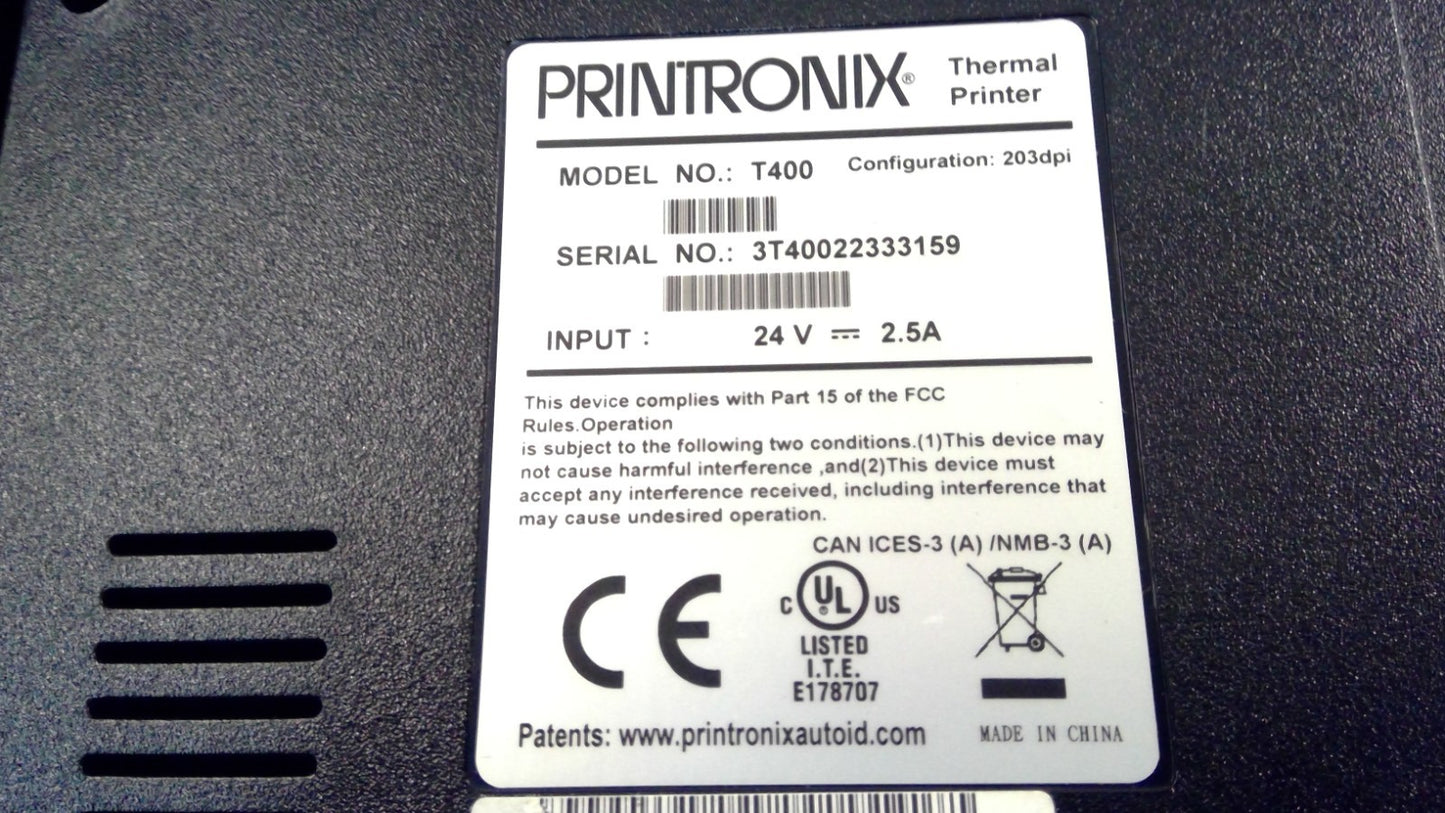 PRINTRONIX® Thermal
Printer
MODEL NO.: T400 Configuration: 203dpi
SERIAL NO.: 3T40022333159
INPUT : 24 V ⎓ 2.5A
This device complies with Part 15 of the FCC
Rules.Operation
is subject to the following two conditions.(1)This device may
not cause harmful interference ,and(2)This device must
accept any interference received, including interference that
may cause undesired operation.
CAN ICES-3 (A) /NMB-3 (A)
CE
C UL® US
LISTED
I.T.E.
E178707
Patents: www.printronixautoid.com MADE IN CHINA